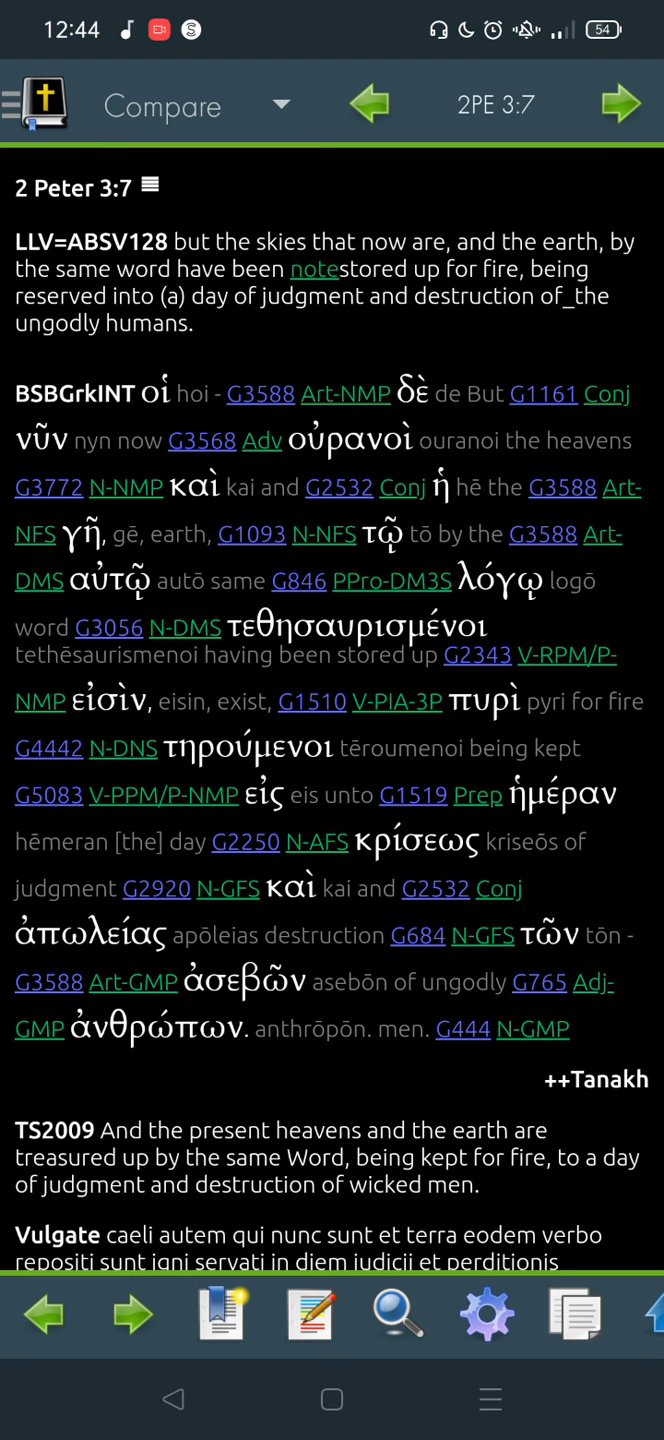 12:44
54
Compare
2PE 3:7
2 Peter 3:7
LLV=ABSV128 but the skies that now are, and the earth, by
the same word have been notestored up for fire, being
reserved into (a) day of judgment and destruction of_the
ungodly humans.
BSBGrkINT οἱ hoi - G3588 Art-NMP δὲ de But G1161 Conj
νῦν nyn now G3568 Adv οὐρανοὶ ouranoi the heavens
G3772 N-NMP καὶ kai and G2532 Conj ἡ hē the G3588 Art-
NFS γῆ, gē, earth, G1093 N-NFS τῷ tō by the G3588 Art-
DMS αὐτῷ autō same G846 PPro-DM3S λόγῳ logō
word G3056 N-DMS τεθησαυρισμένοι
tethēsaurismenoi having been stored up G2343 V-RPM/P-
NMP εἰσὶν, eisin, exist, G1510 V-PIA-3P πυρὶ pyri for fire
G4442 N-DNS τηρούμενοι tēroumenoi being kept
G5083 V-PPM/P-NMP εἰς eis unto G1519 Prep ἡμέραν
hēmeran [the] day G2250 N-AFS κρίσεως kriseōs of
judgment G2920 N-GFS καὶ kai and G2532 Conj
ἀπωλείας apōleias destruction G684 N-GFS τῶν tōn -
G3588 Art-GMP ἀσεβῶν asebōn of ungodly G765 Adj-
GMP ἀνθρώπων. anthrōpōn. men. G444 N-GMP
++Tanakh
TS2009 And the present heavens and the earth are
treasured up by the same Word, being kept for fire, to a day
of judgment and destruction of wicked men.
Vulgate caeli autem qui nunc sunt et terra eodem verbo
repositi sunt igni servati in diem iudicii et perditionis